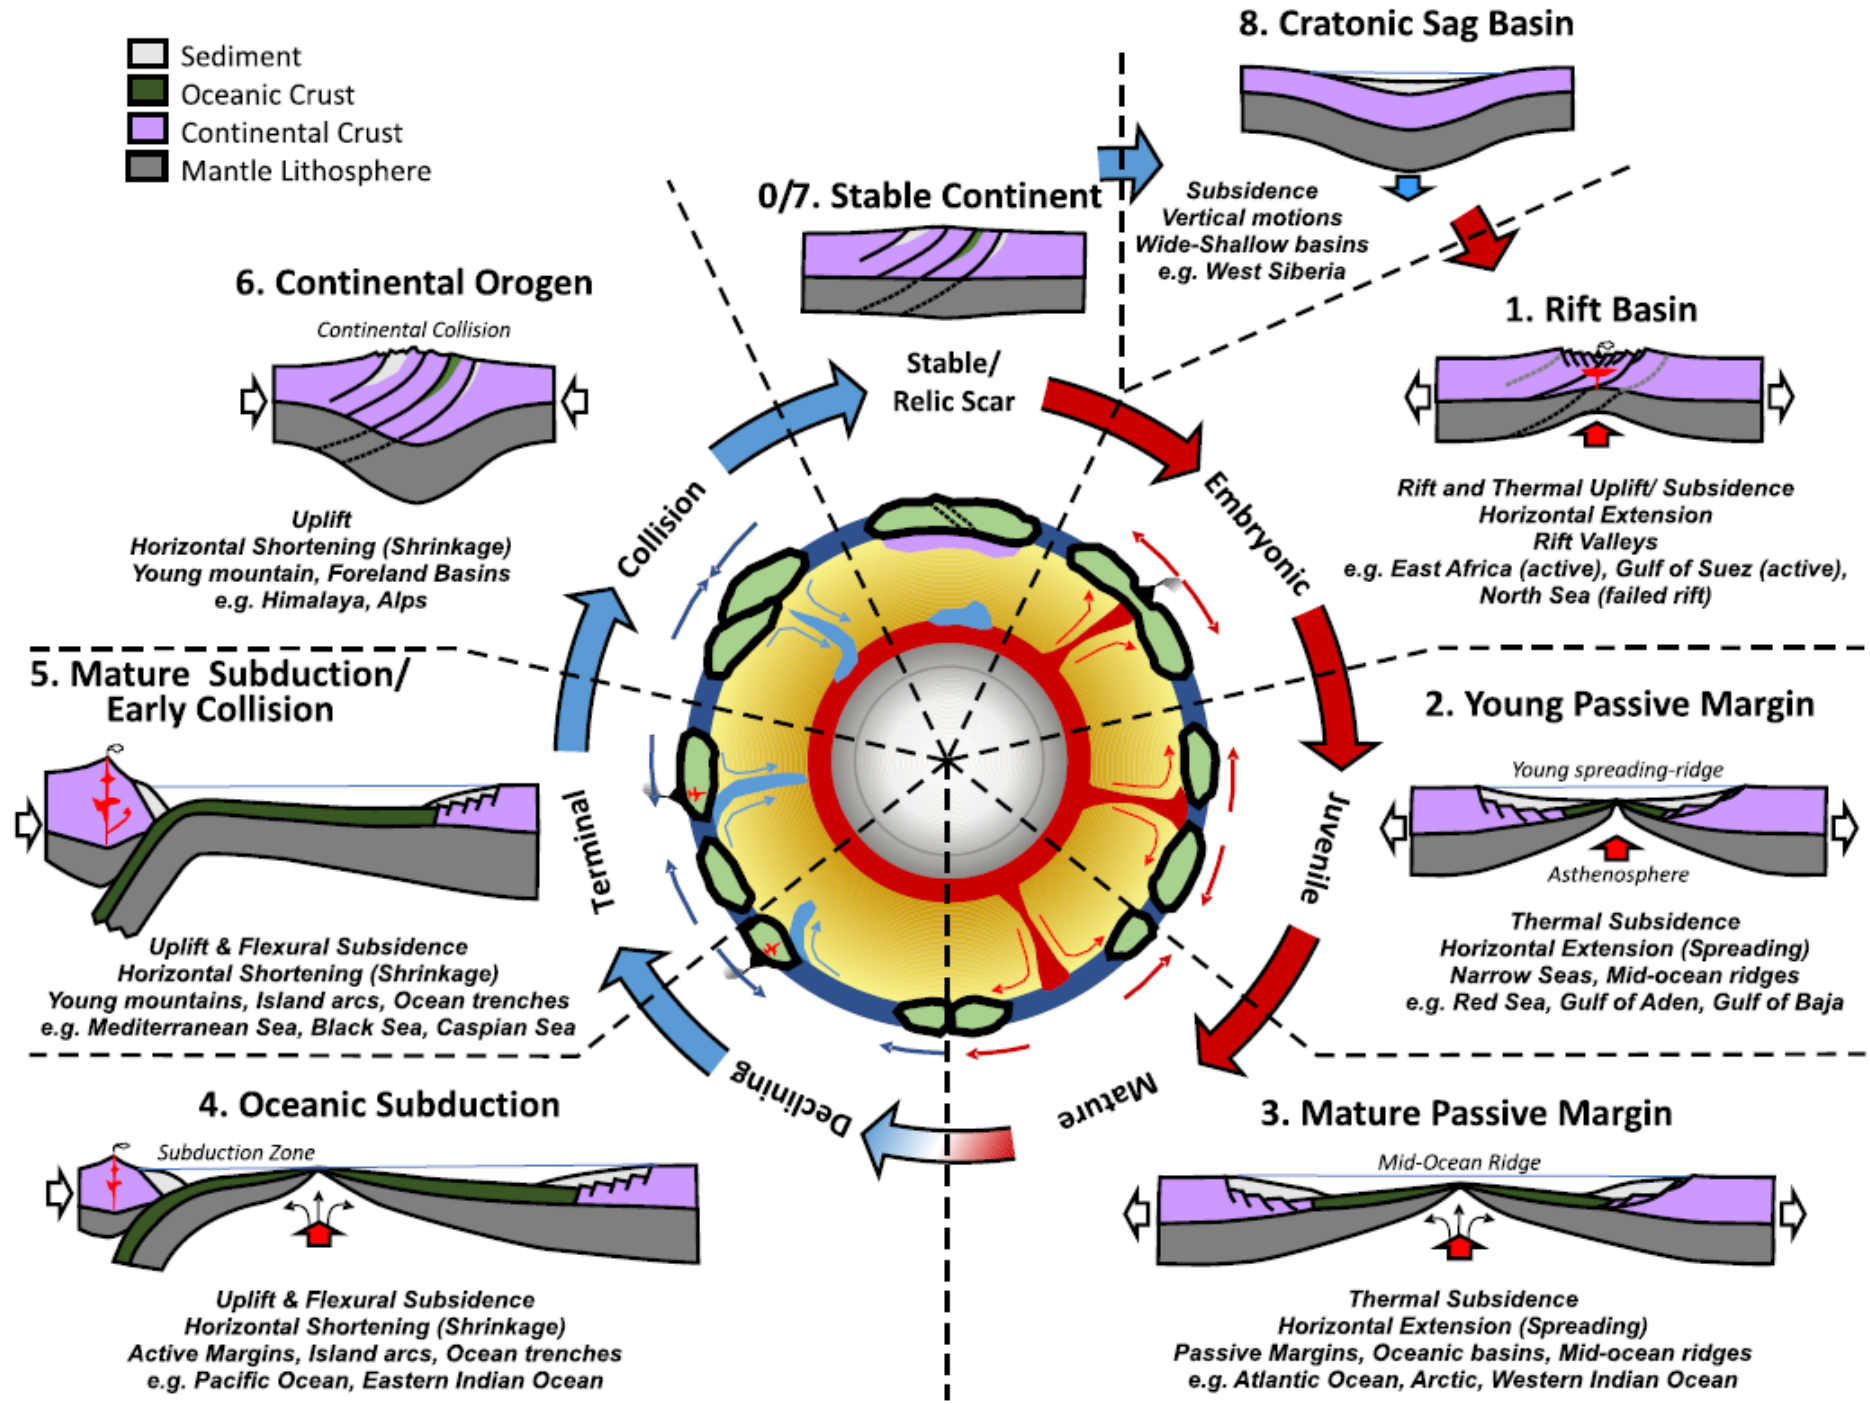 Sediment
Oceanic Crust
Continental Crust
Mantle Lithosphere
8. Cratonic Sag Basin
Subsidence
Vertical motions
Wide-Shallow basins
e.g. West Siberia
0/7. Stable Continent
Stable/
Relic Scar
1. Rift Basin
Rift and Thermal Uplift/ Subsidence
Horizontal Extension
Rift Valleys
e.g. East Africa (active), Gulf of Suez (active),
North Sea (failed rift)
Embryonic
2. Young Passive Margin
Young spreading-ridge
Asthenosphere
Thermal Subsidence
Horizontal Extension (Spreading)
Narrow Seas, Mid-ocean ridges
e.g. Red Sea, Gulf of Aden, Gulf of Baja
Juvenile
3. Mature Passive Margin
Mid-Ocean Ridge
Thermal Subsidence
Horizontal Extension (Spreading)
Passive Margins, Oceanic basins, Mid-ocean ridges
e.g. Atlantic Ocean, Arctic, Western Indian Ocean
Mature
4. Oceanic Subduction
Subduction Zone
Uplift & Flexural Subsidence
Horizontal Shortening (Shrinkage)
Active Margins, Island arcs, Ocean trenches
e.g. Pacific Ocean, Eastern Indian Ocean
Declining
5. Mature Subduction/
Early Collision
Uplift & Flexural Subsidence
Horizontal Shortening (Shrinkage)
Young mountains, Island arcs, Ocean trenches
e.g. Mediterranean Sea, Black Sea, Caspian Sea
Terminal
6. Continental Orogen
Continental Collision
Uplift
Horizontal Shortening (Shrinkage)
Young mountain, Foreland Basins
e.g. Himalaya, Alps
Collision